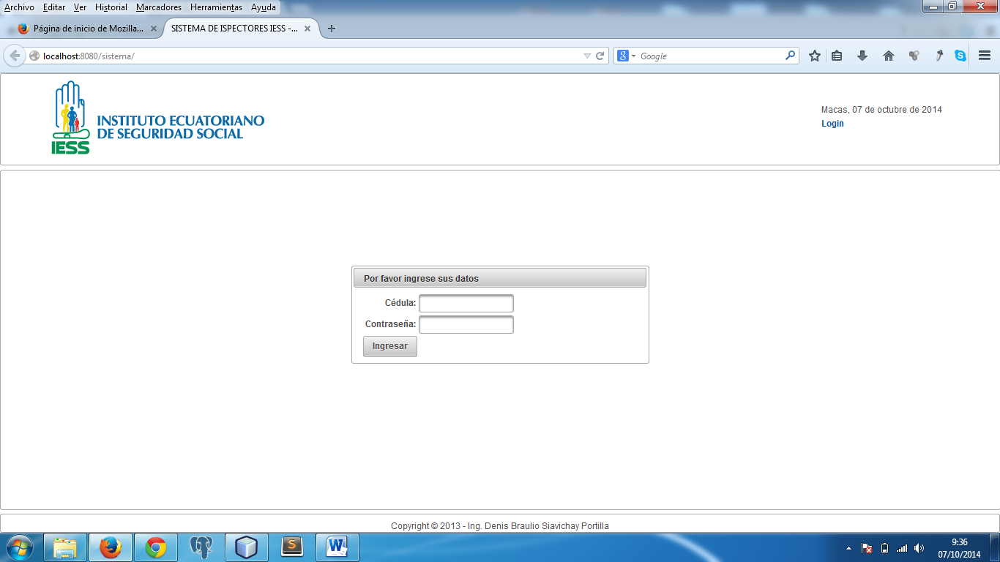 Archivo Editar Ver Historial Marcadores Herramientas Ayuda
Página de inicio de Mozilla... SISTEMA DE ISPECTORES IESS -...
localhost:8080/sistema/ Google
INSTITUTO ECUATORIANO
DE SEGURIDAD SOCIAL
IESS
Macas, 07 de octubre de 2014
Login
Por favor ingrese sus datos
Cédula:
Contraseña:
Ingresar
Copyright © 2013 - Ing. Denis Braulio Siavichay Portilla
9:36
07/10/2014